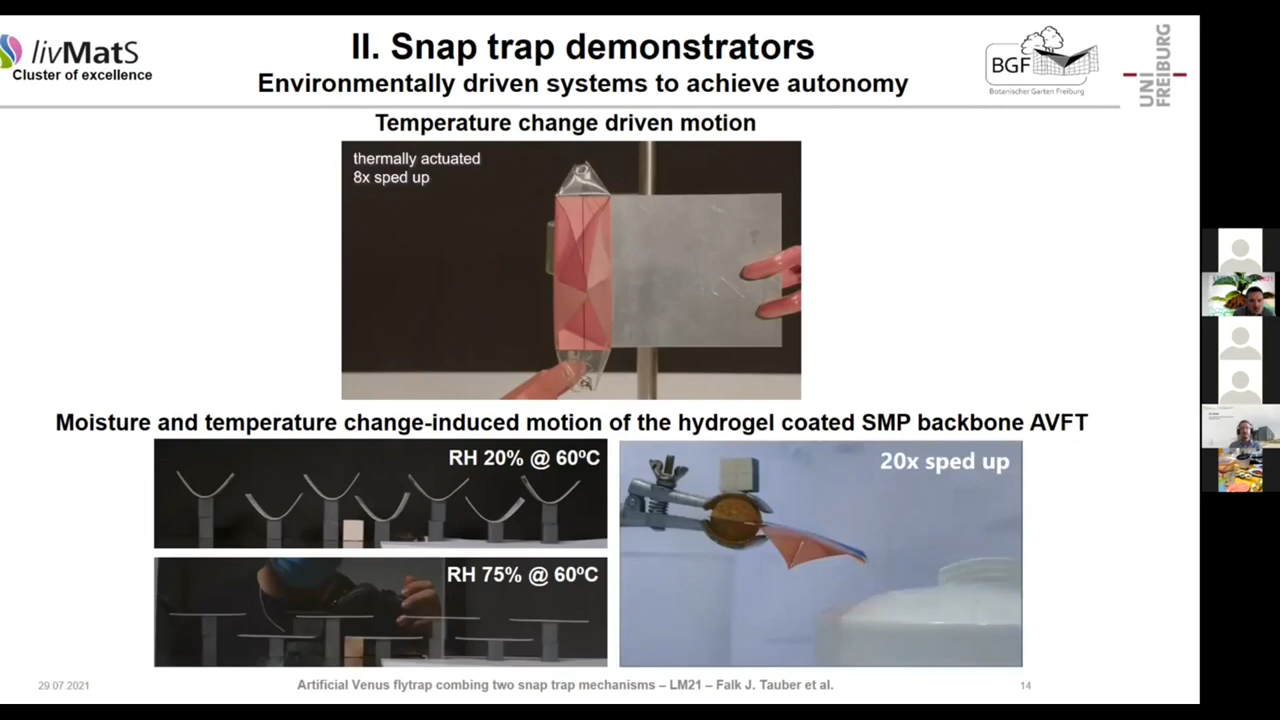 livMatS
Cluster of excellence
II. Snap trap demonstrators
Environmentally driven systems to achieve autonomy
BGF
Botanischer Garten Freiburg
UNI
FREIBURG
Temperature change driven motion
thermally actuated
8x sped up
Moisture and temperature change-induced motion of the hydrogel coated SMP backbone AVFT
RH 20% @ 60ºC
20x sped up
RH 75% @ 60ºC
29.07.2021
Artificial Venus flytrap combing two snap trap mechanisms – LM21 – Falk J. Tauber et al.
14